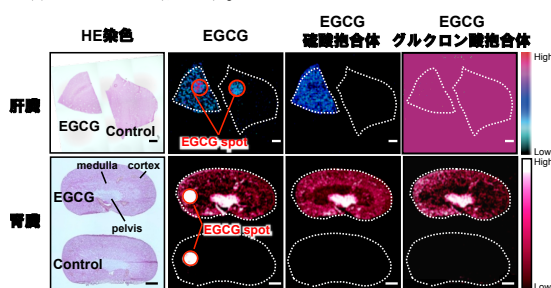 HE染色
EGCG
EGCG
硫酸抱合体
EGCG
グルクロン酸抱合体
肝臓
EGCG
Control
EGCG spot
High
Low
腎臓
medulla
cortex
EGCG
pelvis
Control
EGCG spot
High
Low